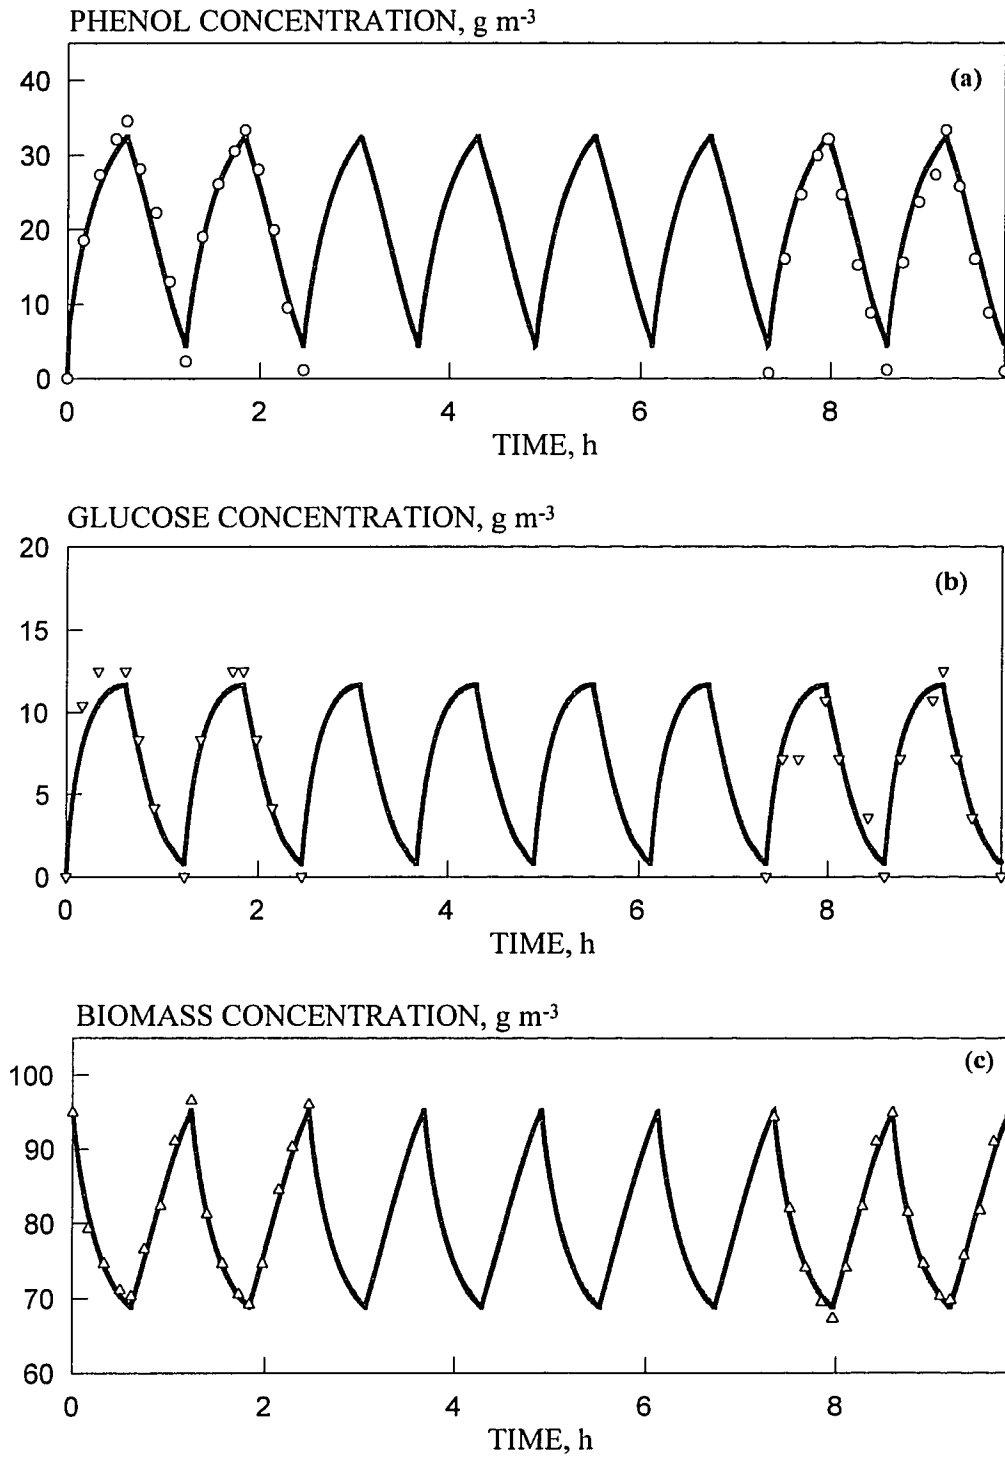 PHENOL CONCENTRATION, g m-3
(a)
40
30
20
10
0
0 2 4 6 8
TIME, h
GLUCOSE CONCENTRATION, g m-3
20
(b)
15
10
5
0
0 2 4 6 8
TIME, h
BIOMASS CONCENTRATION, g m-3
(c)
100
90
80
70
60
0 2 4 6 8
TIME, h